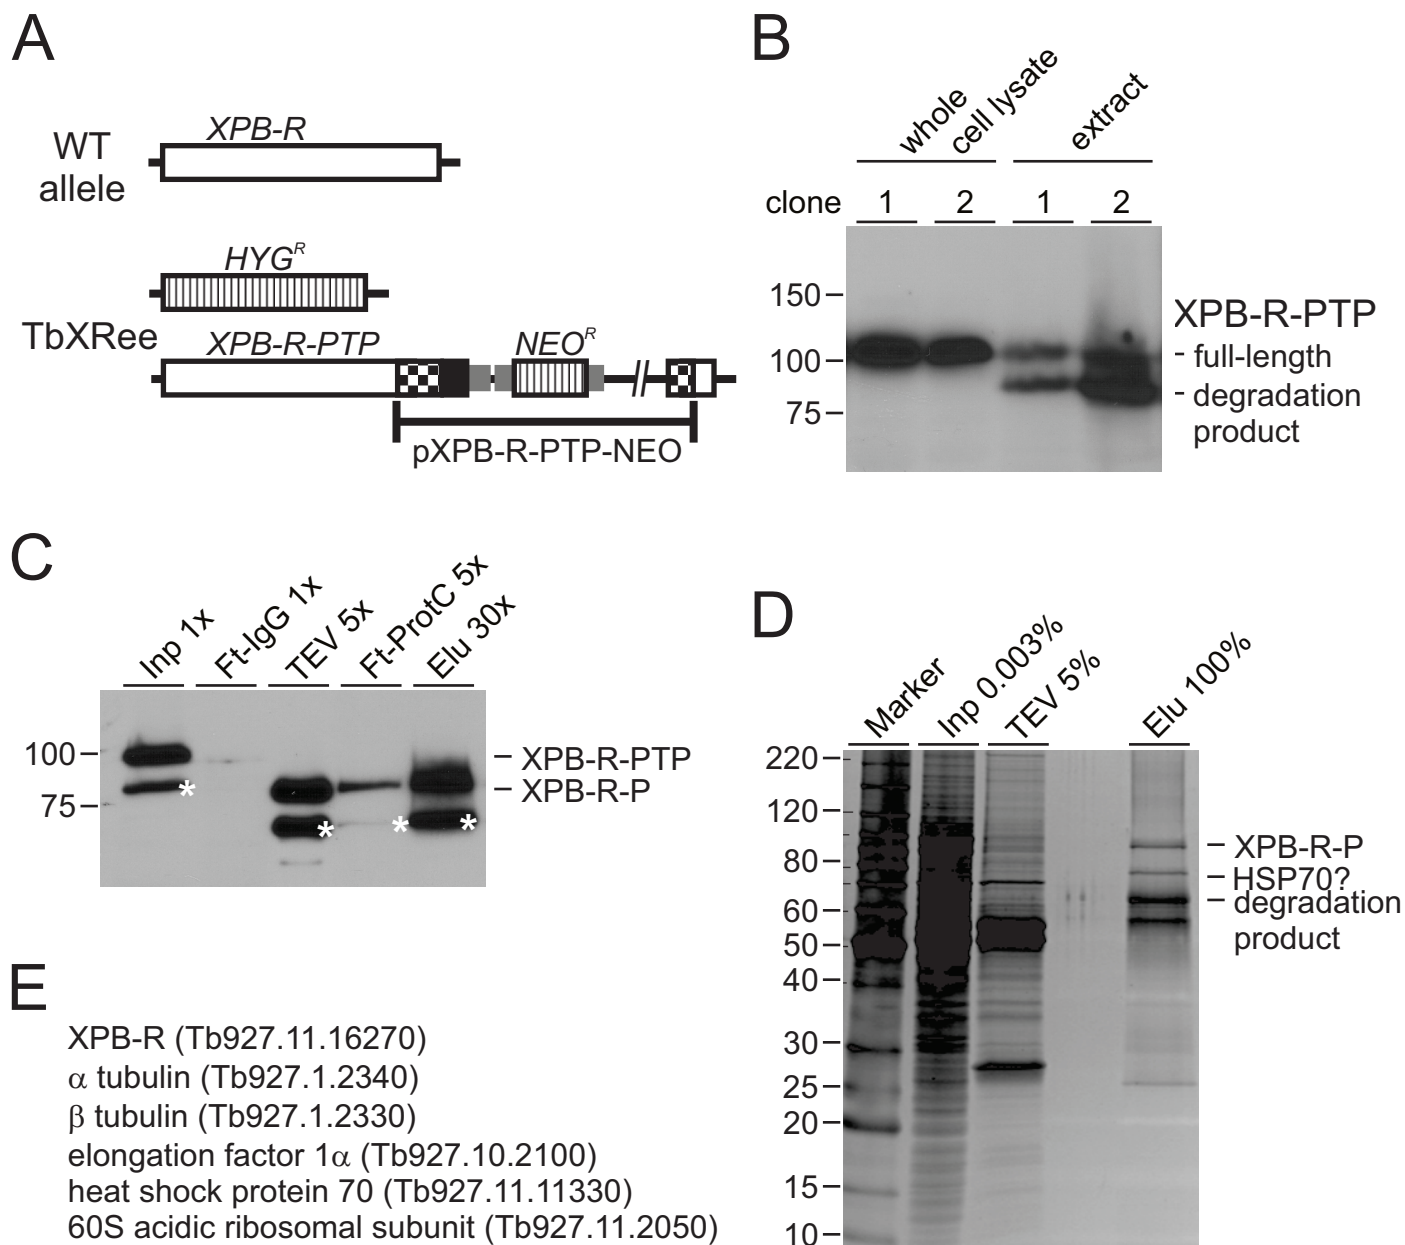 A
WT
allele
XPB-R
HYG^R
TbXRee
XPB-R-PTP
NEO^R
pXPB-R-PTP-NEO
B
whole
cell lysate
extract
clone 1 2 1 2
150
100
75
XPB-R-PTP
full-length
degradation
product
C
Inp 1x
Ft-IgG 1x
TEV 5x
Ft-ProtC 5x
Elu 30x
100
75
XPB-R-PTP
XPB-R-P
* * * *
D
Marker
Inp 0.003%
TEV 5%
Elu 100%
220
120
80
60
50
40
30
25
20
15
10
XPB-R-P
HSP70?
degradation
product
E
XPB-R (Tb927.11.16270)
α tubulin (Tb927.1.2340)
β tubulin (Tb927.1.2330)
elongation factor 1α (Tb927.10.2100)
heat shock protein 70 (Tb927.11.11330)
60S acidic ribosomal subunit (Tb927.11.2050)